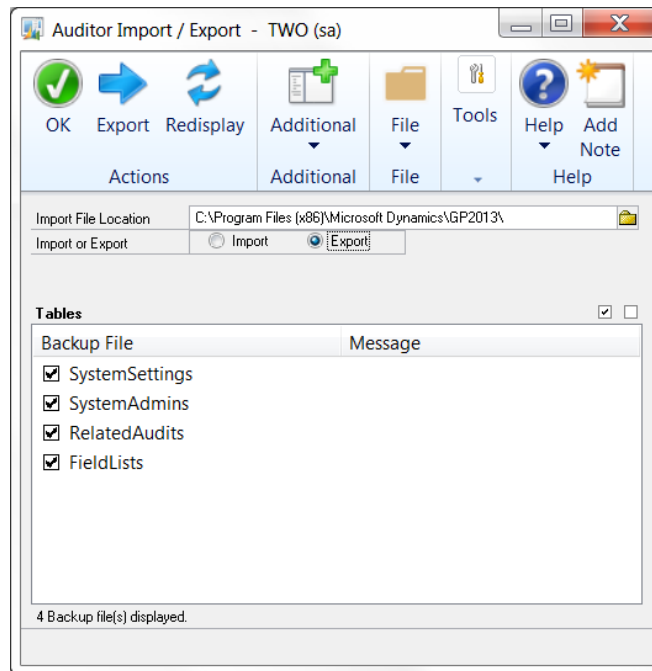 Auditor Import / Export - TWO (sa)
OK Export Redisplay Additional File Tools Help Add Note
Actions Additional File Help
Import File Location C:\Program Files (x86)\Microsoft Dynamics\GP2013\
Import or Export Import Export
Tables
Backup File Message
SystemSettings
SystemAdmins
RelatedAudits
FieldLists
4 Backup file(s) displayed.